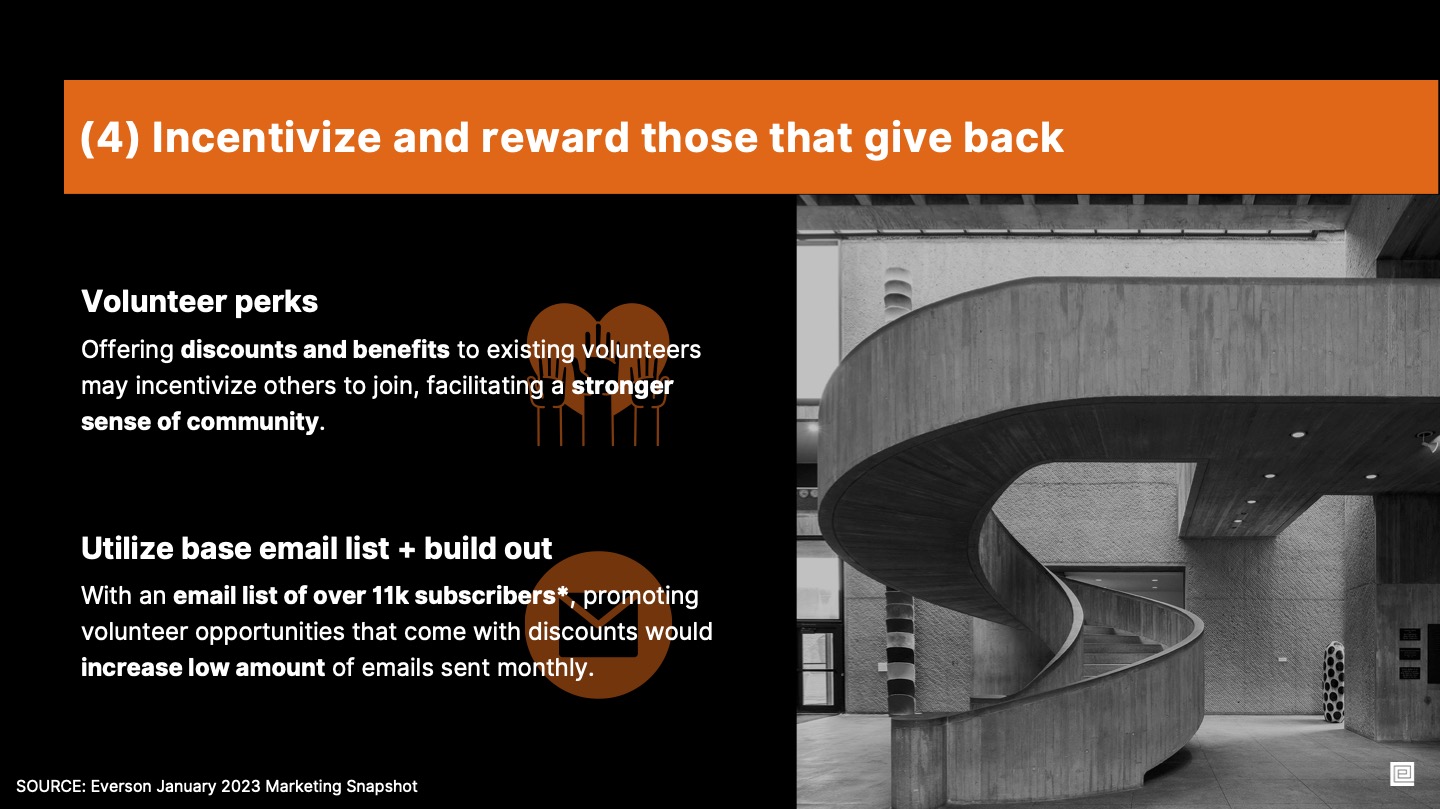 (4) Incentivize and reward those that give back
Volunteer perks
Offering discounts and benefits to existing volunteers
may incentivize others to join, facilitating a stronger
sense of community.
Utilize base email list + build out
With an email list of over 11k subscribers*, promoting
volunteer opportunities that come with discounts would
increase low amount of emails sent monthly.
SOURCE: Everson January 2023 Marketing Snapshot